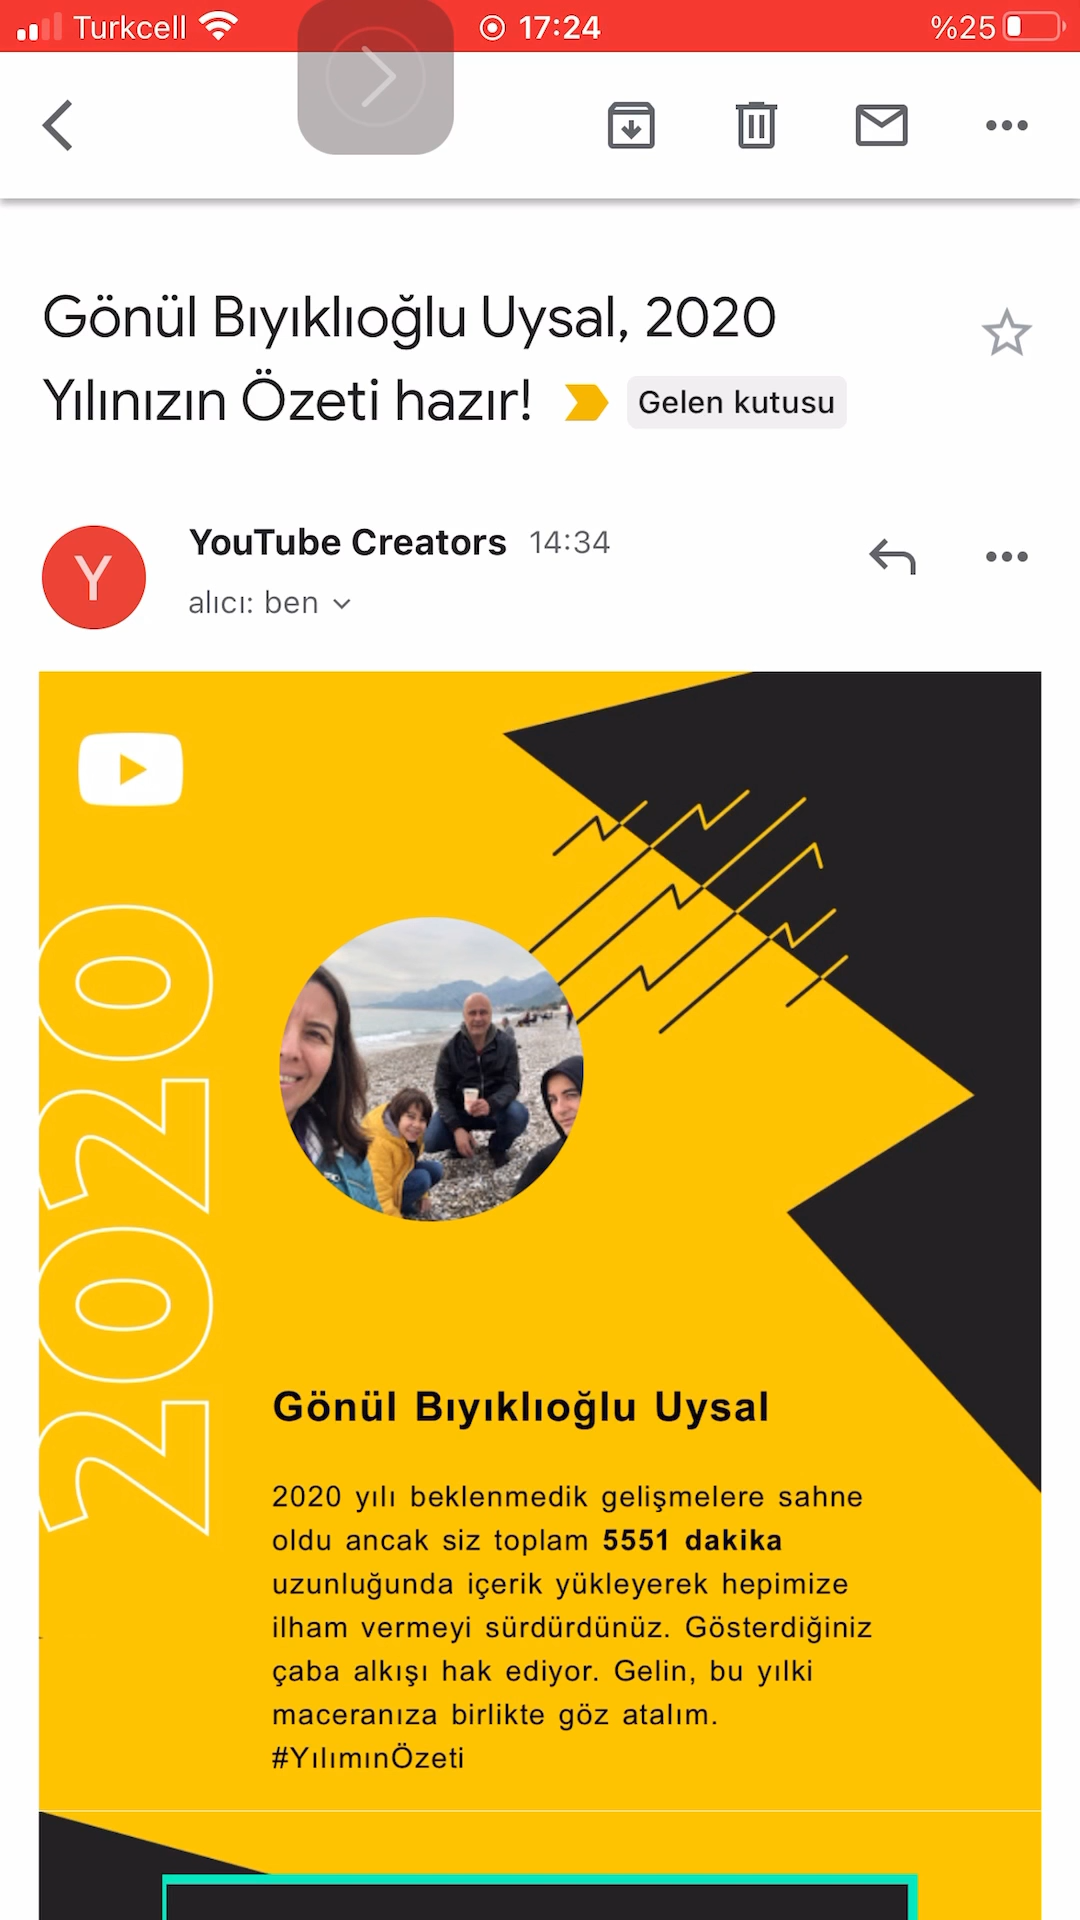 Turkcell 17:24 %25
Gönül Bıyıklıoğlu Uysal, 2020
Yılınızın Özeti hazır! Gelen kutusu
Y
YouTube Creators 14:34
alıcı: ben
2020
Gönül Bıyıklıoğlu Uysal
2020 yılı beklenmedik gelişmelere sahne
oldu ancak siz toplam 5551 dakika
uzunluğunda içerik yükleyerek hepimize
ilham vermeyi sürdürdünüz. Gösterdiğiniz
çaba alkışı hak ediyor. Gelin, bu yılki
maceranıza birlikte göz atalım.
#YılımınÖzeti